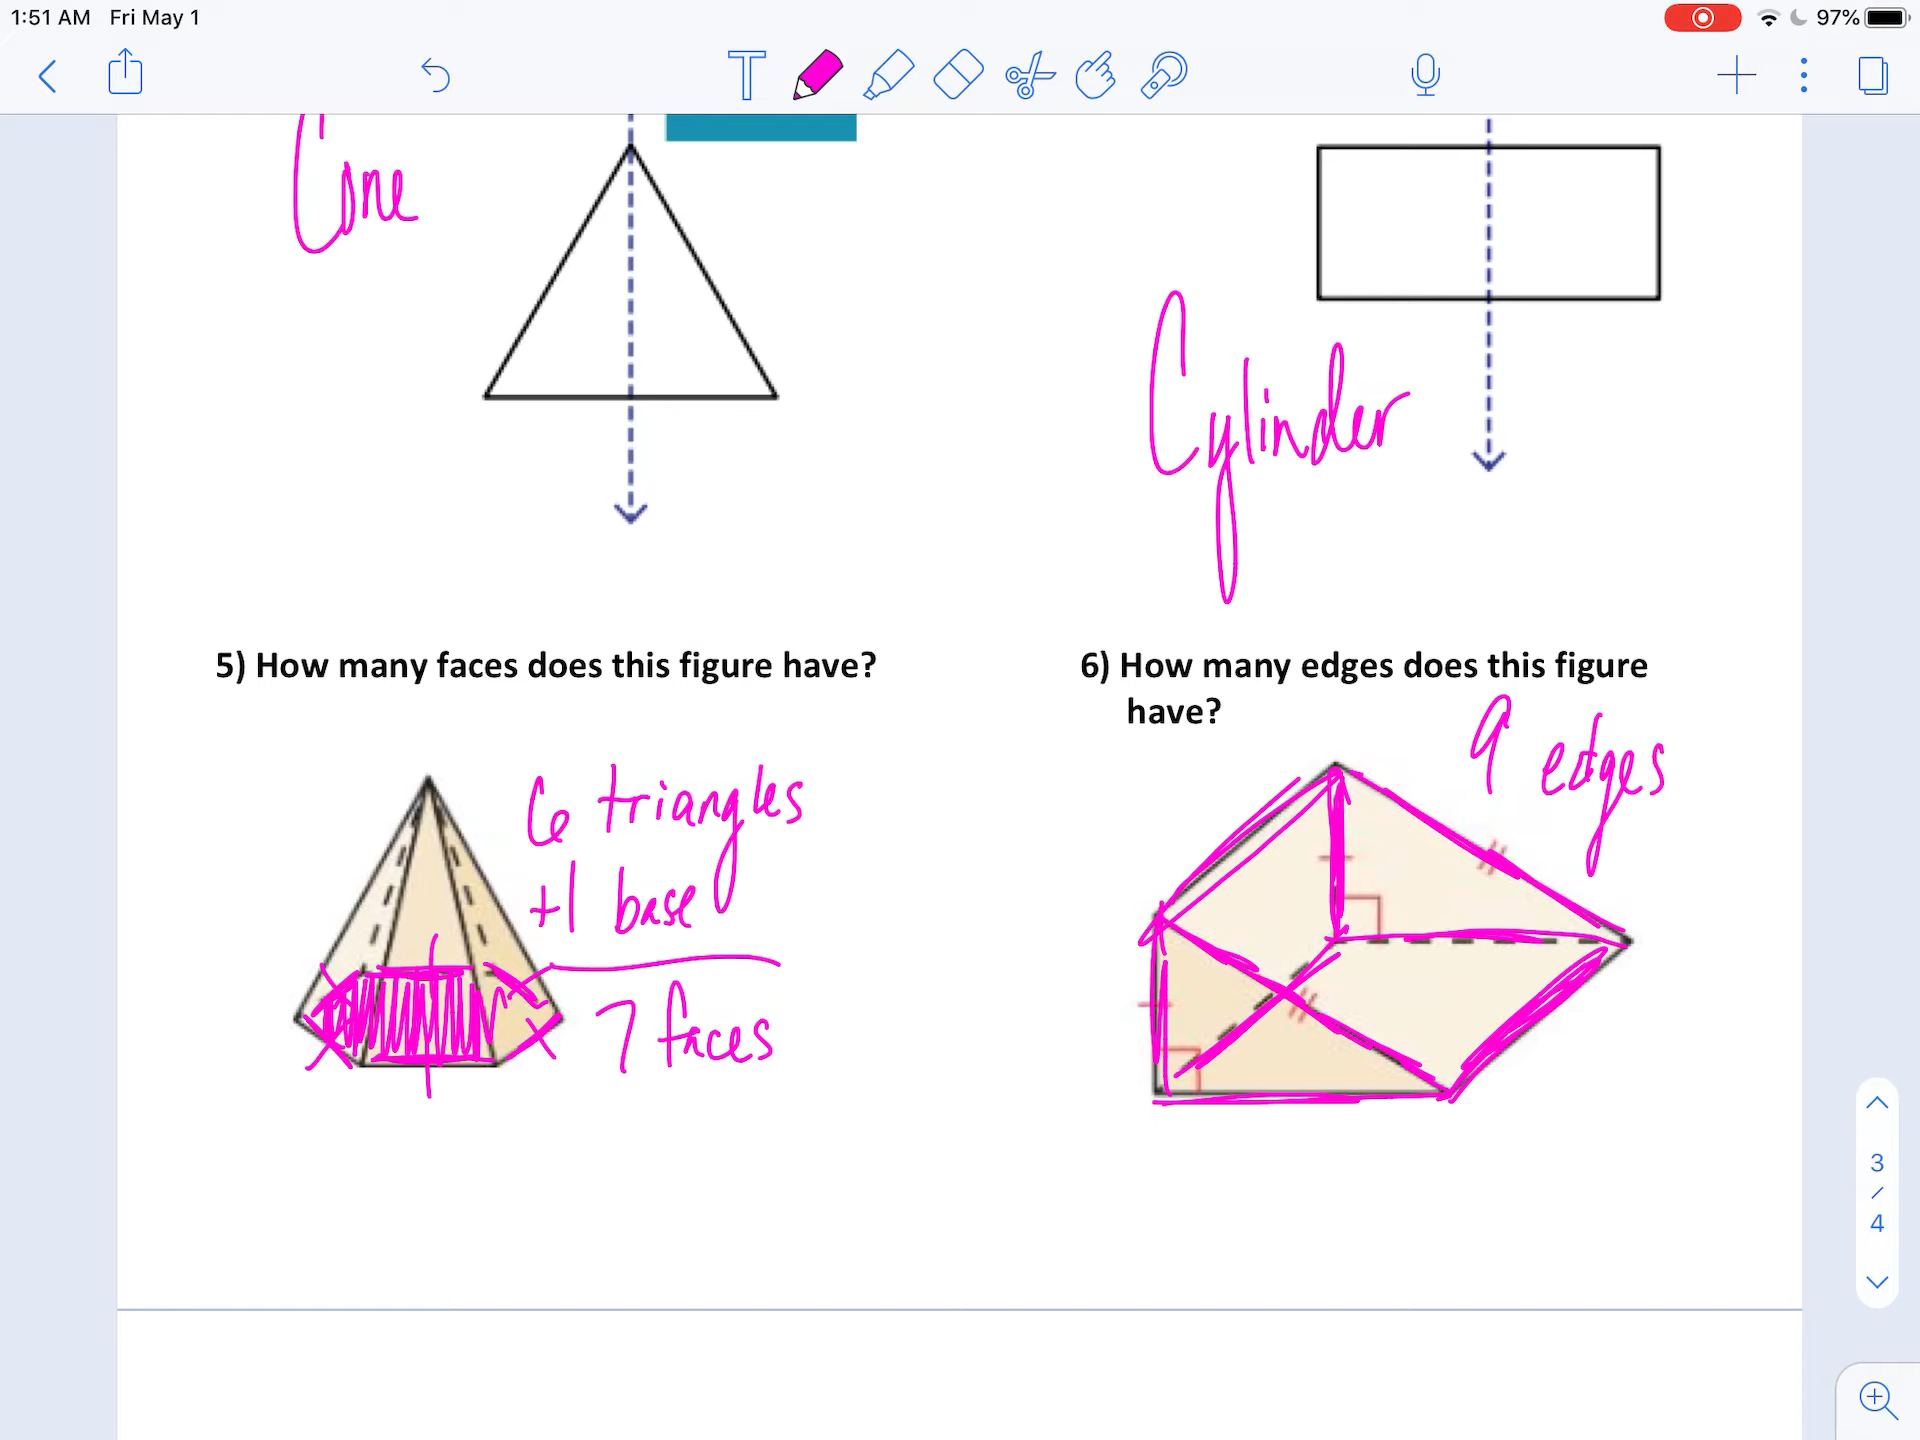 1:51 AM Fri May 1
97%
Cone
Cylinder
5) How many faces does this figure have?
6 triangles
+1 base
7 faces
6) How many edges does this figure
have?
9 edges
3
/
4